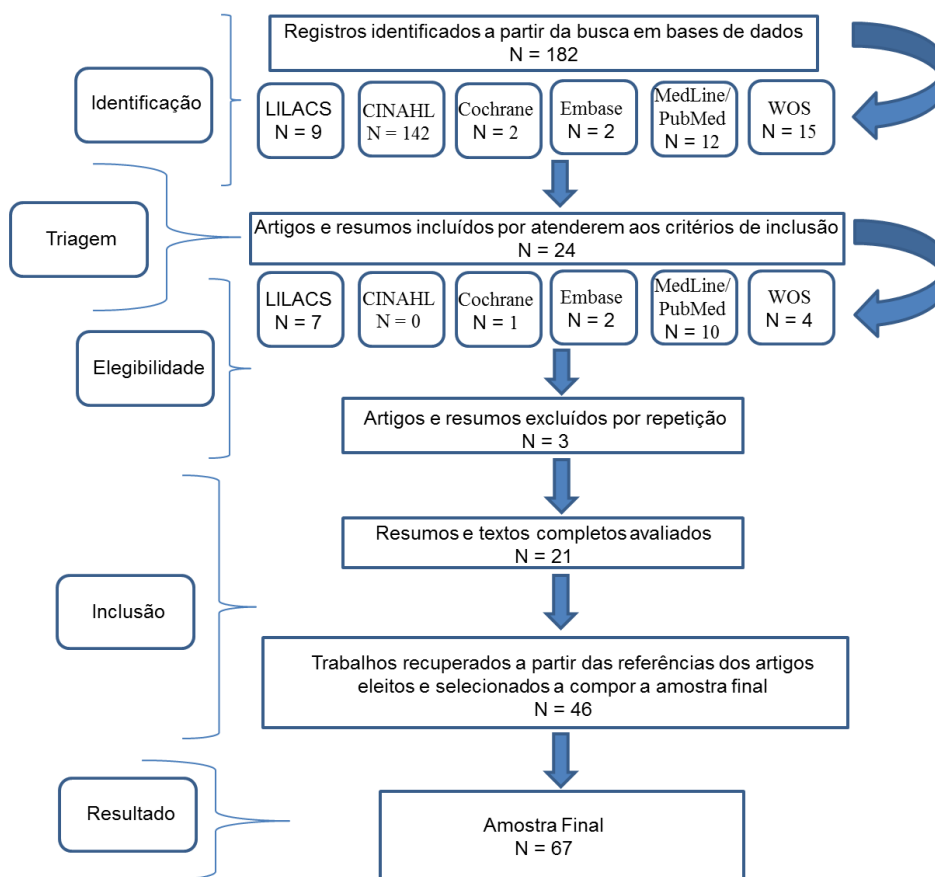 Registros identificados a partir da busca em bases de dados
N = 182
Identificação
LILACS
N = 9
CINAHL
N = 142
Cochrane
N = 2
Embase
N = 2
MedLine/
PubMed
N = 12
WOS
N = 15
Triagem
Artigos e resumos incluídos por atenderem aos critérios de inclusão
N = 24
LILACS
N = 7
CINAHL
N = 0
Cochrane
N = 1
Embase
N = 2
MedLine/
PubMed
N = 10
WOS
N = 4
Elegibilidade
Artigos e resumos excluídos por repetição
N = 3
Resumos e textos completos avaliados
N = 21
Inclusão
Trabalhos recuperados a partir das referências dos artigos
eleitos e selecionados a compor a amostra final
N = 46
Resultado
Amostra Final
N = 67